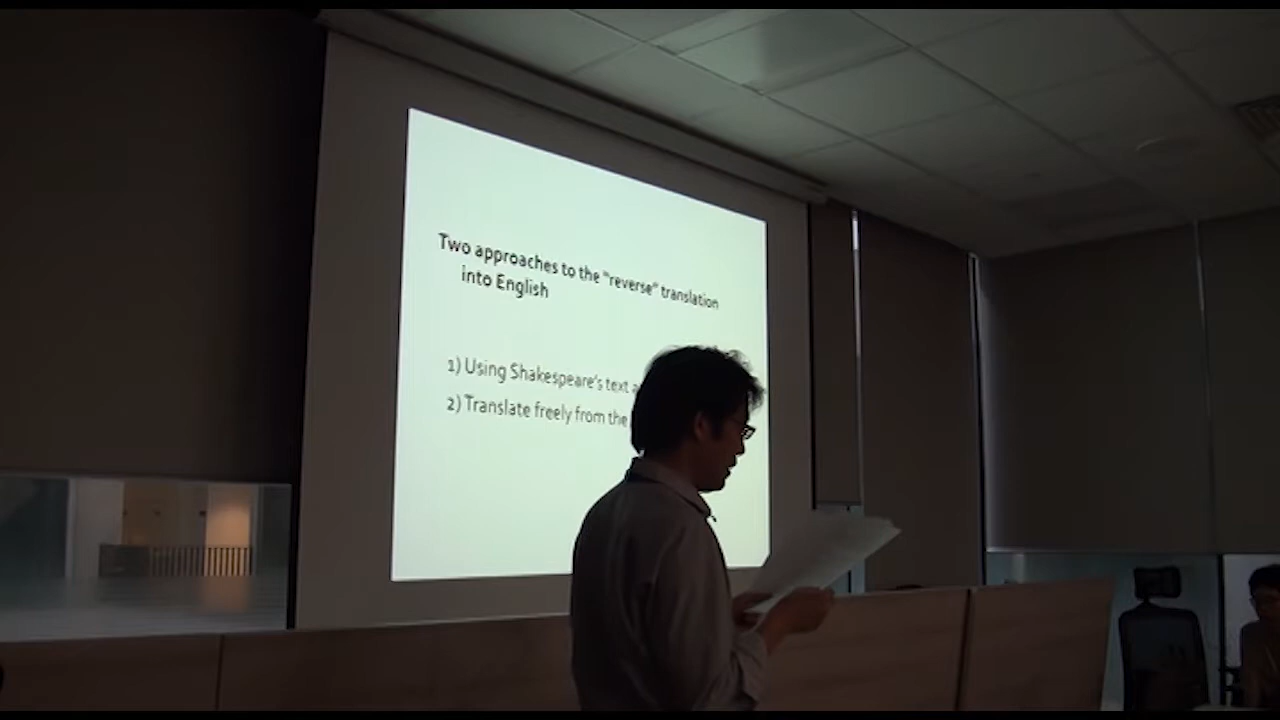 Two approaches to the “reverse” translation
into English
1) Using Shakespeare’s text
2) Translate freely from the